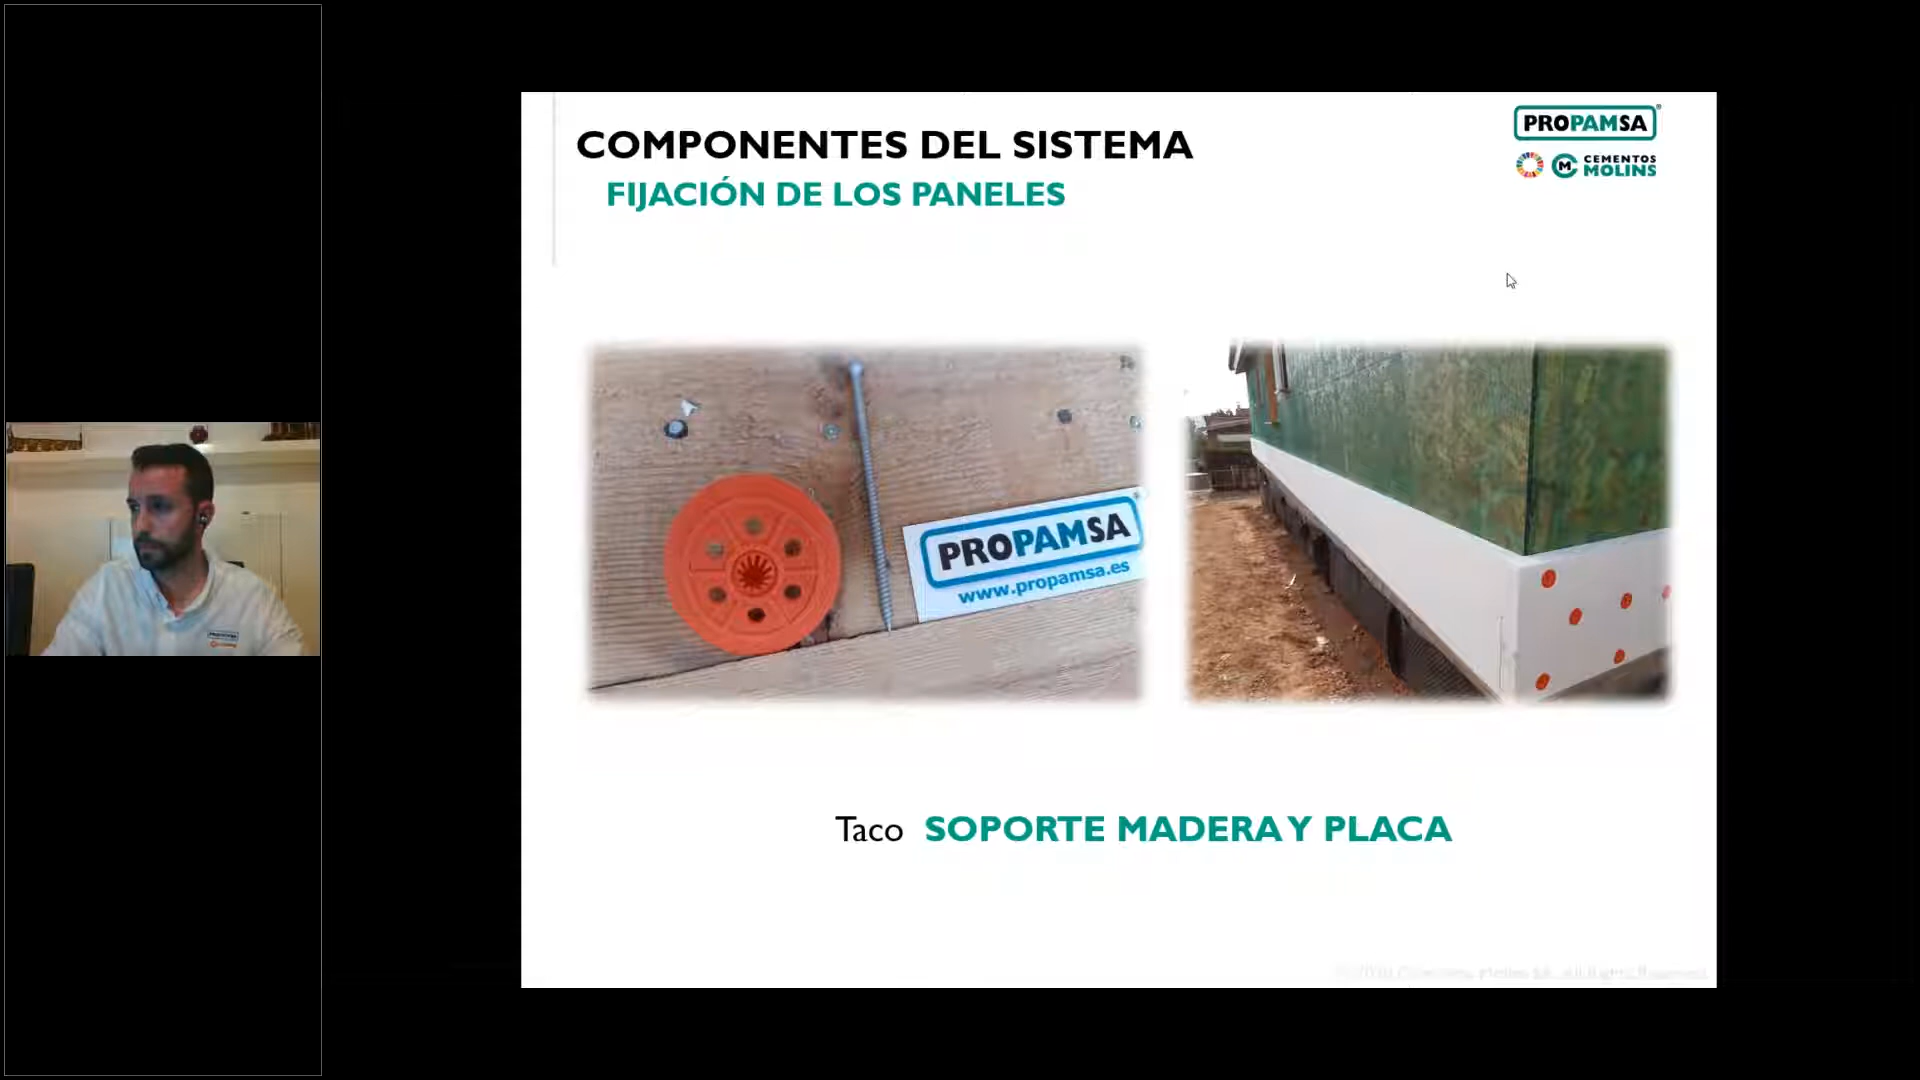 COMPONENTES DEL SISTEMA
FIJACIÓN DE LOS PANELES
PROPAMSA
CEMENTOS
MOLINS
PROPAMSA
www.propamsa.es
Taco SOPORTE MADERA Y PLACA